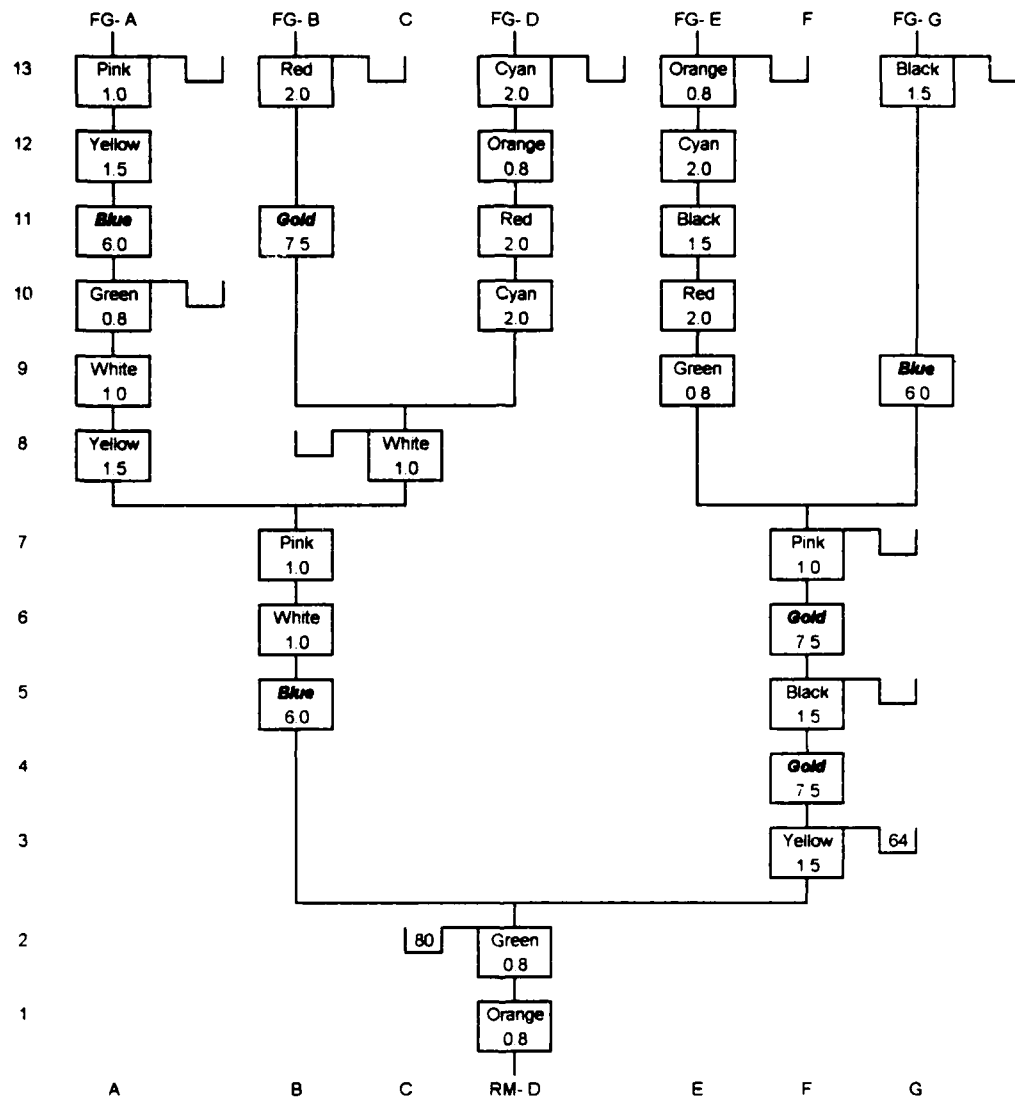 FG- A FG- B C FG- D FG- E F FG- G
13 Pink Red Cyan Orange Black
1.0 2.0 2.0 0.8 1.5
12 Yellow Orange Cyan
1.5 0.8 2.0
11 Blue Gold Red Black
6.0 7.5 2.0 1.5
10 Green Cyan Red
0.8 2.0 2.0
9 White Green Blue
1.0 0.8 6.0
8 Yellow White
1.5 1.0
7 Pink Pink
1.0 1.0
6 White Gold
1.0 7.5
5 Blue Black
6.0 1.5
4 Gold
7.5
3 Yellow 64
1.5
2 80 Green
0.8
1 Orange
0.8
A B C RM- D E F G